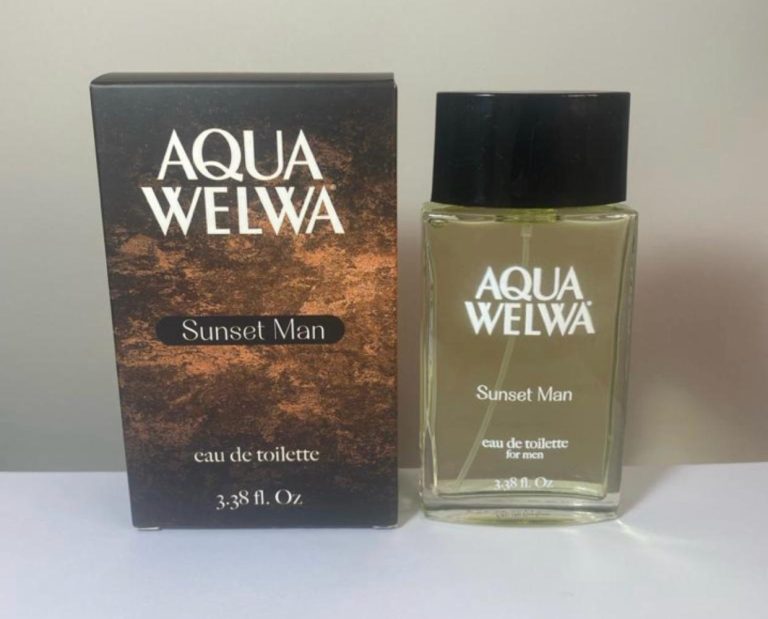 AQUA
WELWA
Sunset Man
eau de toilette
3.38 fl. Oz
AQUA
WELWA
Sunset Man
eau de toilette
for men
3.38 fl. Oz